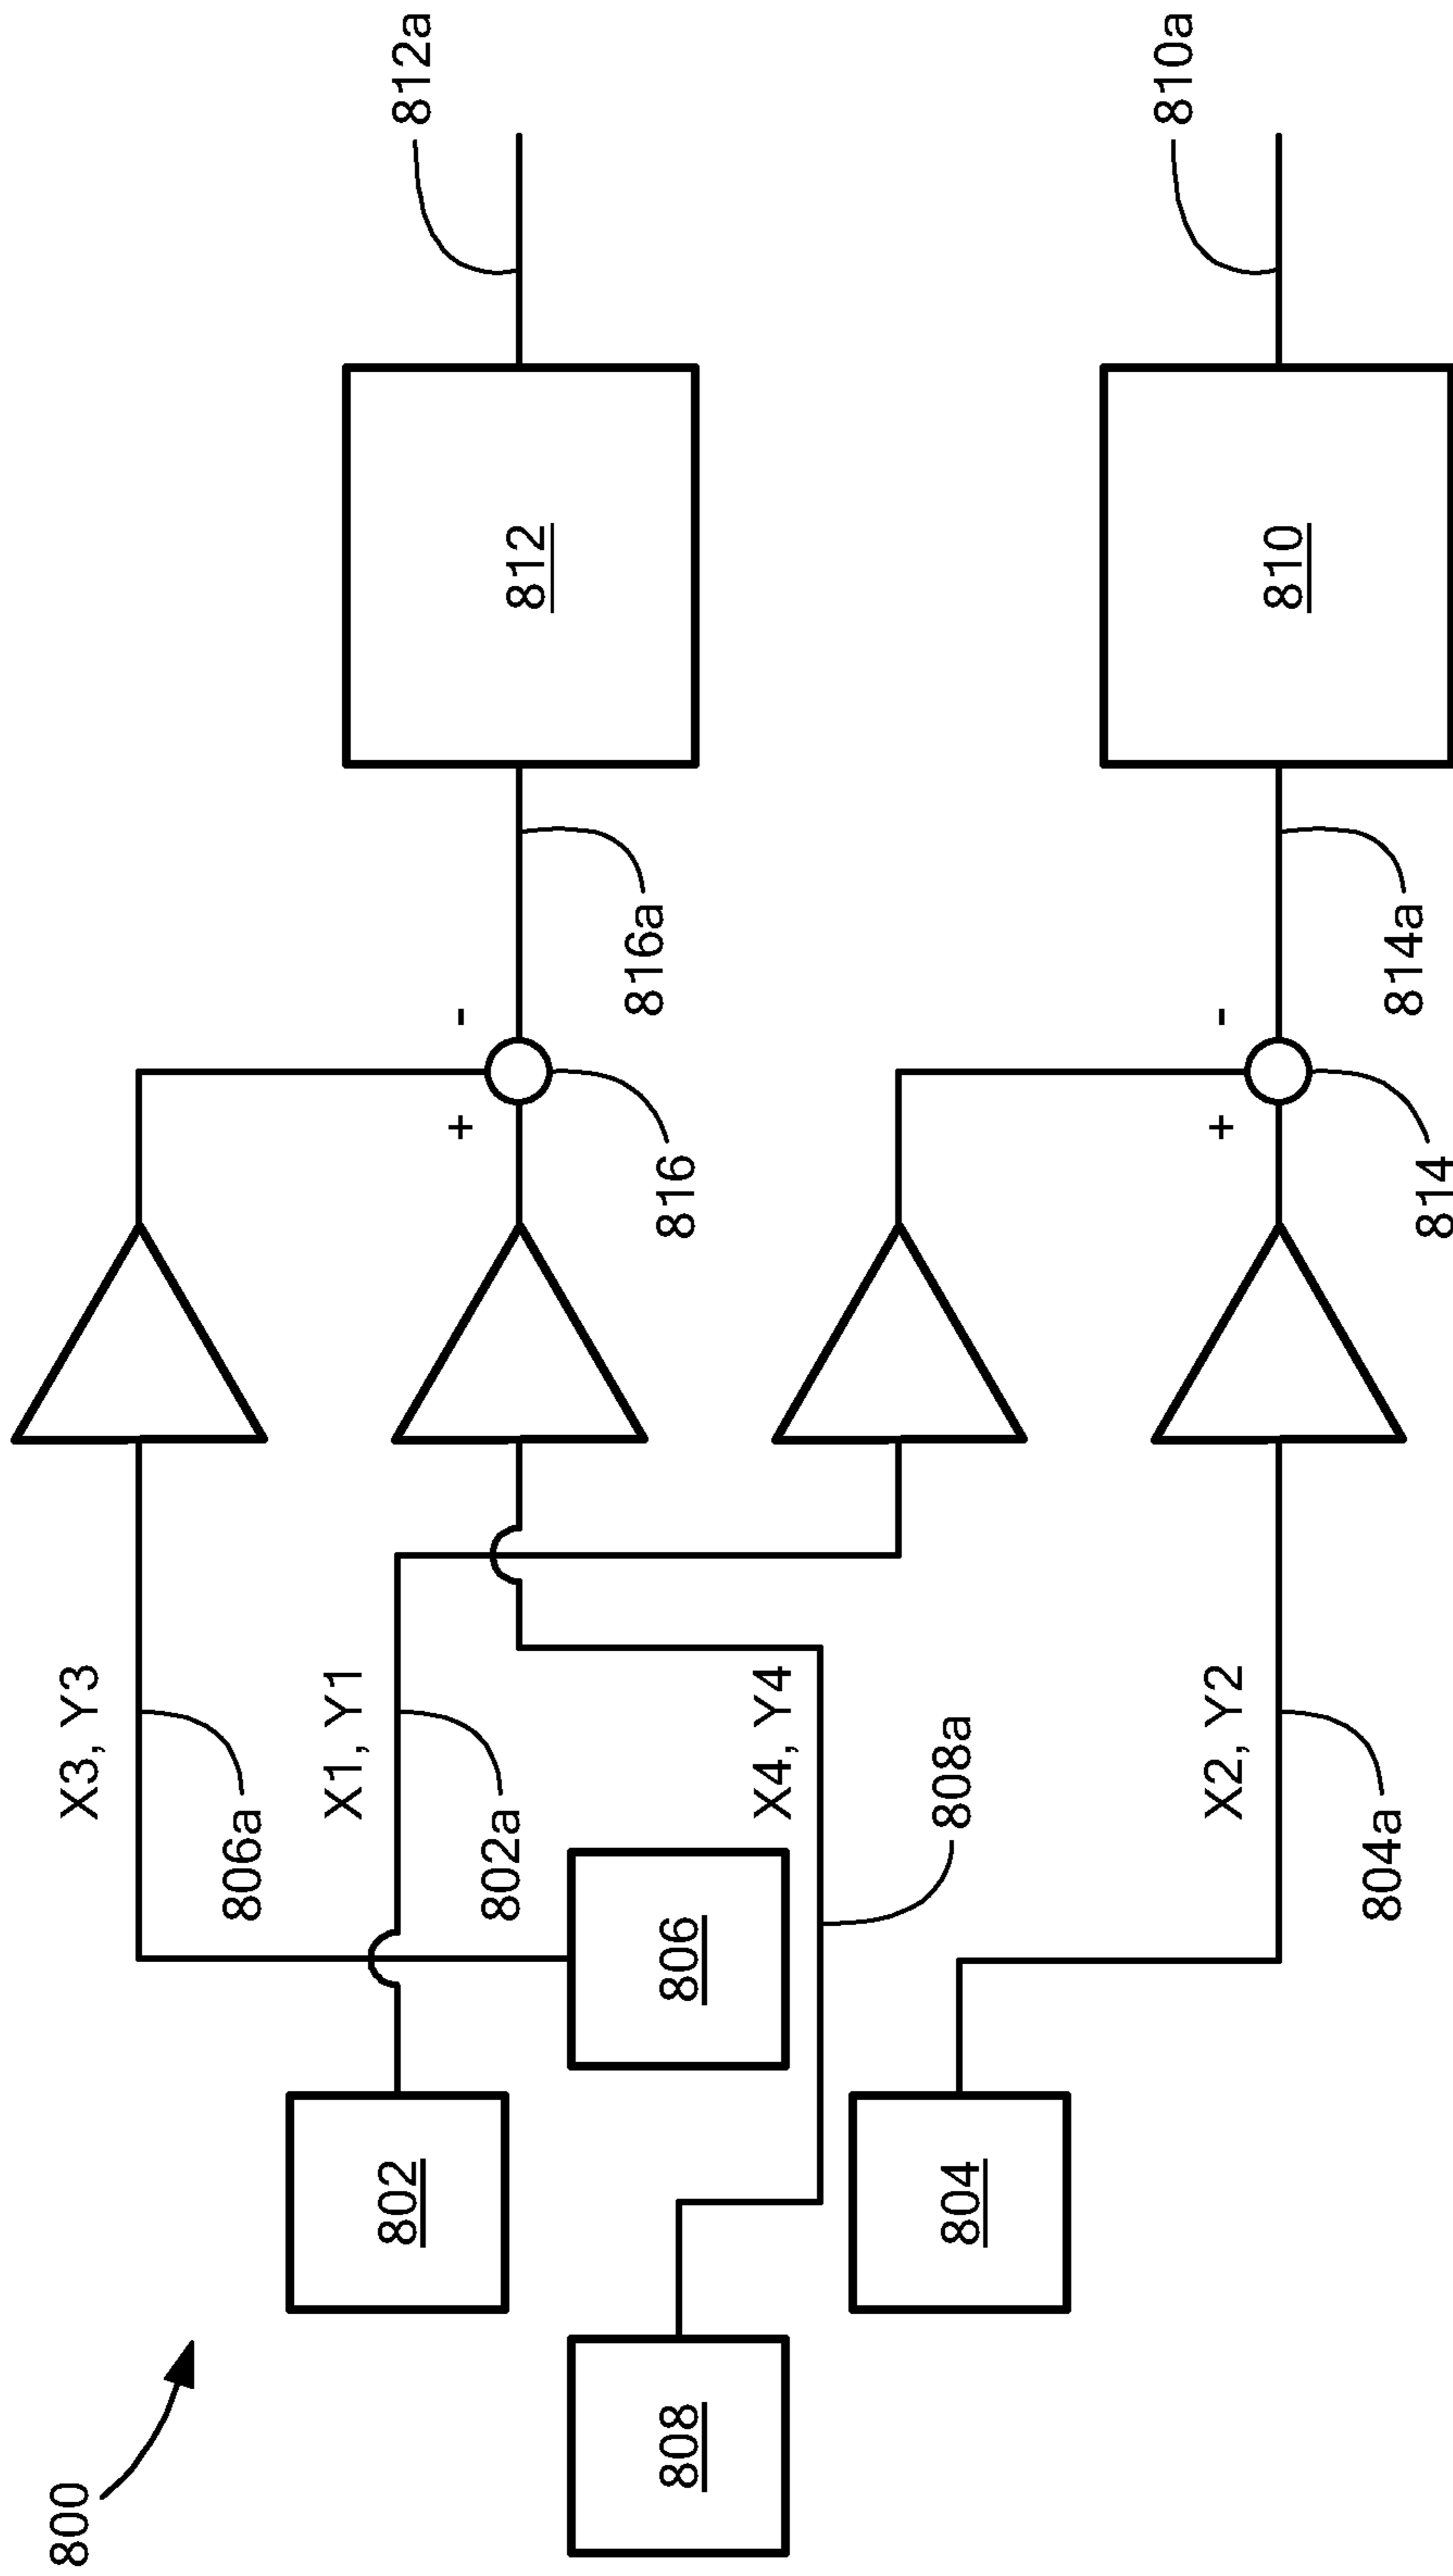 800
808
802
804
806
X3, Y3
806a
X1, Y1
802a
X4, Y4
808a
X2, Y2
804a
+
-
816
816a
+
-
814
814a
812
812a
810
810a